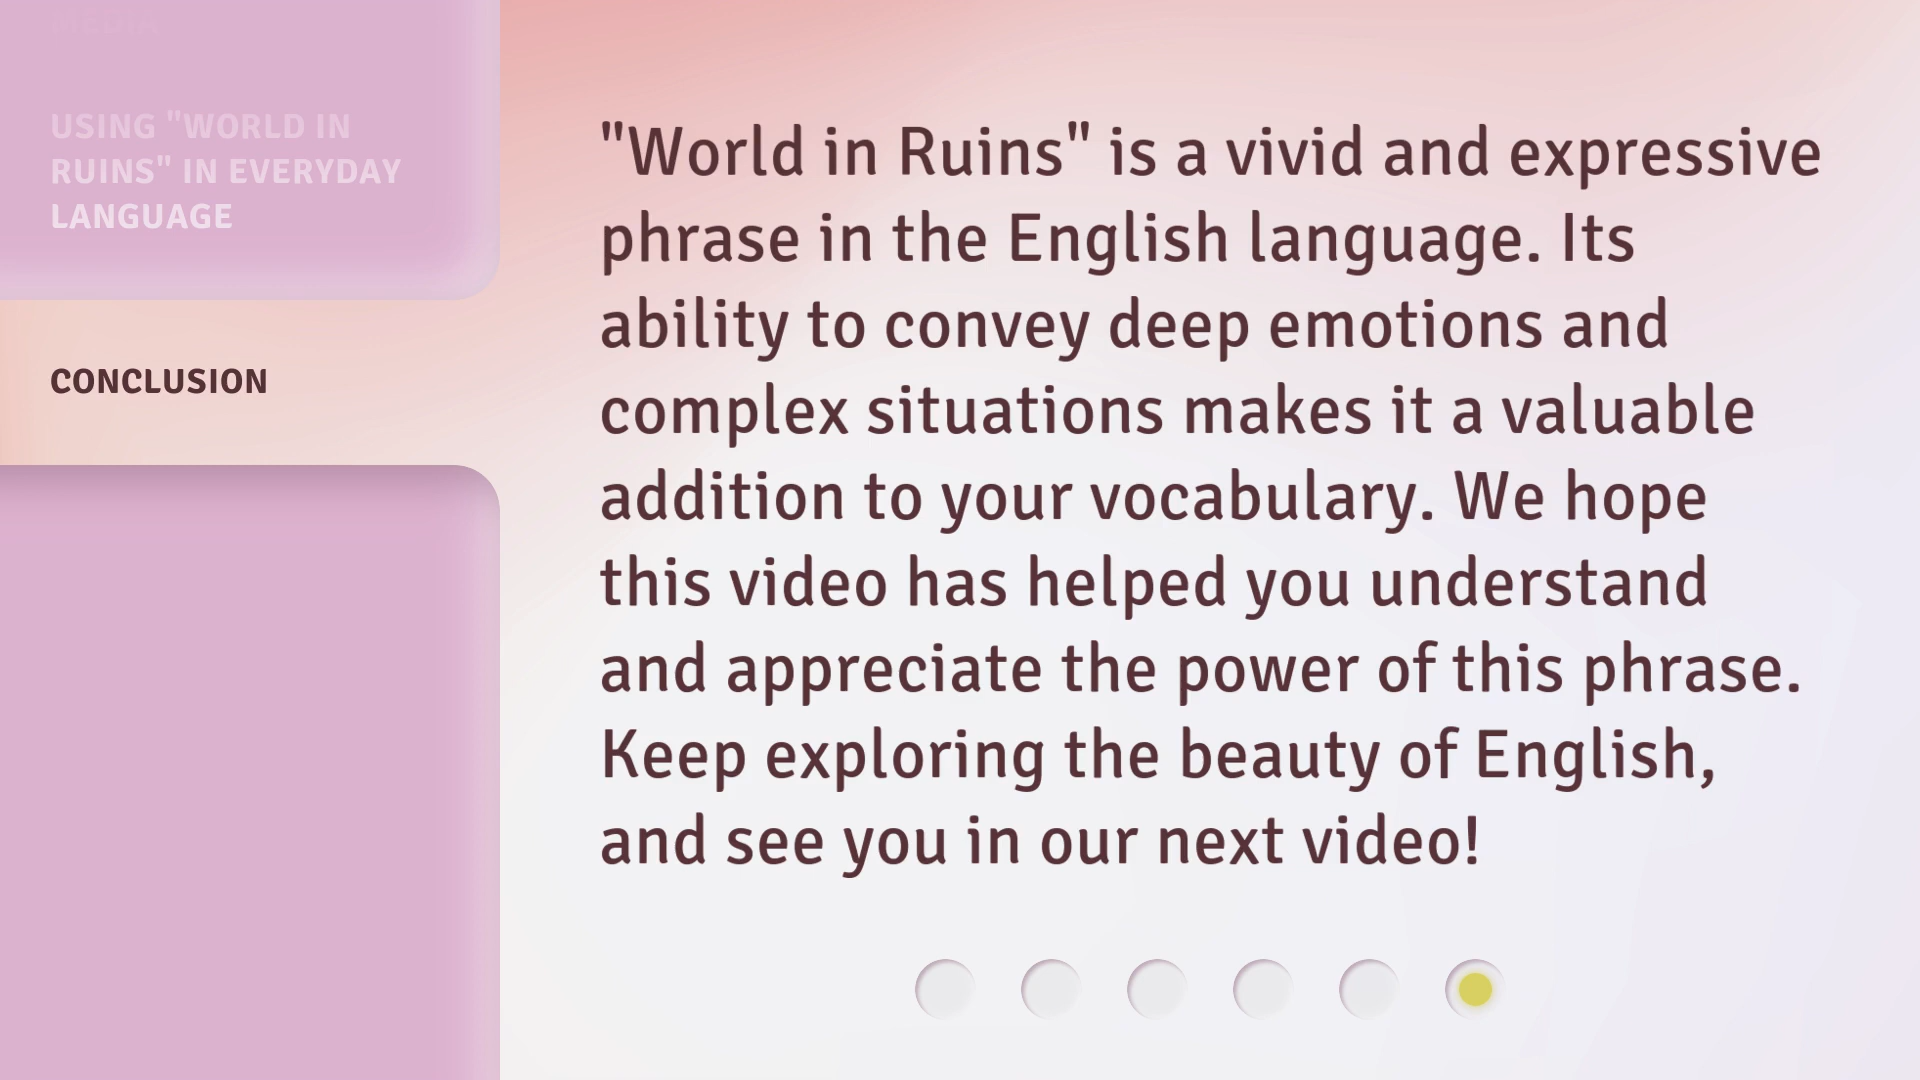 MEDIA
USING "WORLD IN
RUINS" IN EVERYDAY
LANGUAGE
CONCLUSION
"World in Ruins" is a vivid and expressive
phrase in the English language. Its
ability to convey deep emotions and
complex situations makes it a valuable
addition to your vocabulary. We hope
this video has helped you understand
and appreciate the power of this phrase.
Keep exploring the beauty of English,
and see you in our next video!